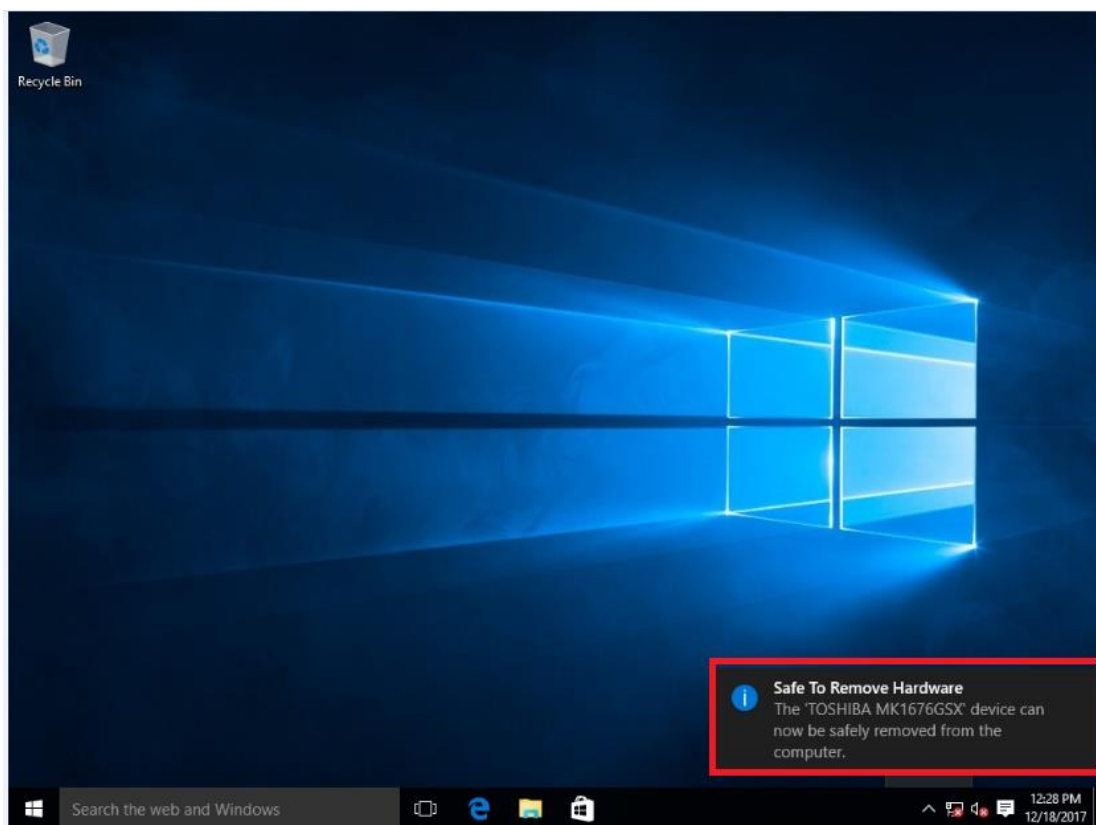 Recycle Bin
Safe To Remove Hardware
The 'TOSHIBA MK1676GSX' device can
now be safely removed from the
computer.
Search the web and Windows
12:28 PM
12/18/2017